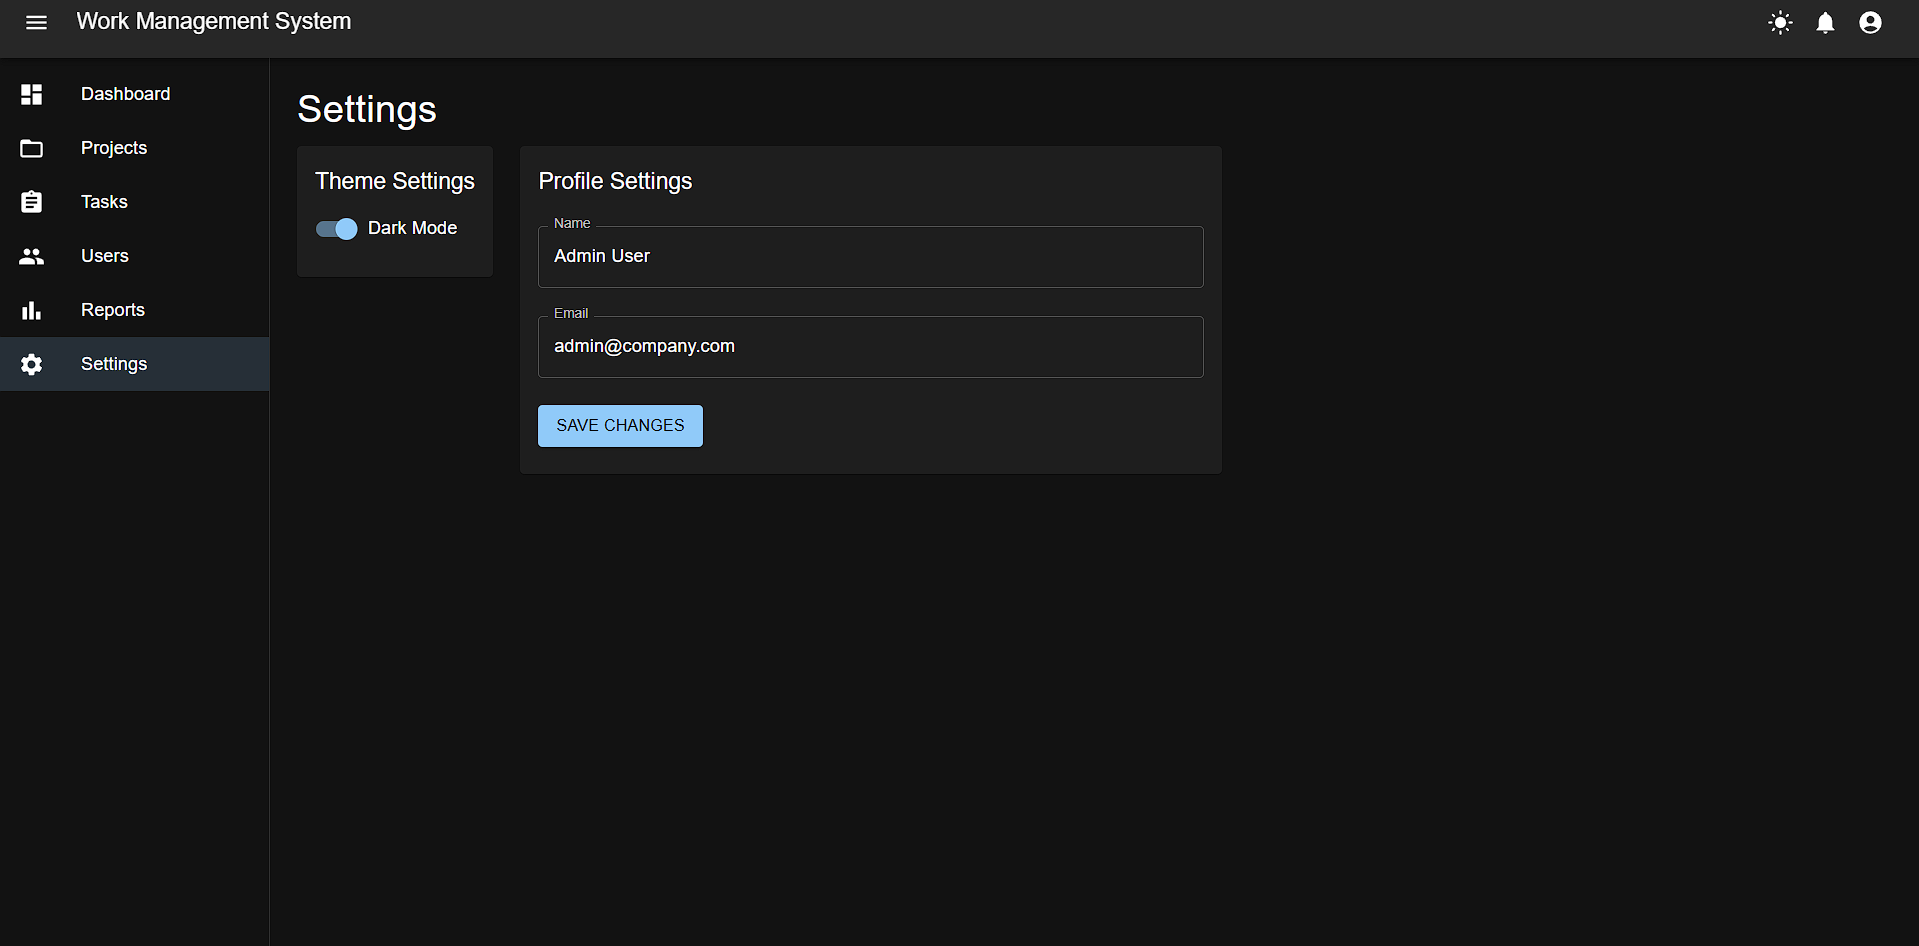 Work Management System
Dashboard
Projects
Tasks
Users
Reports
Settings
Settings
Theme Settings
Dark Mode
Profile Settings
Name
Admin User
Email
admin@company.com
SAVE CHANGES